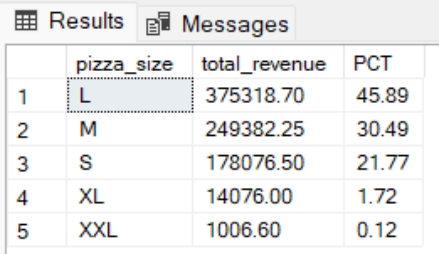 Results Messages
pizza_size total_revenue PCT
1 L 375318.70 45.89
2 M 249382.25 30.49
3 S 178076.50 21.77
4 XL 14076.00 1.72
5 XXL 1006.60 0.12